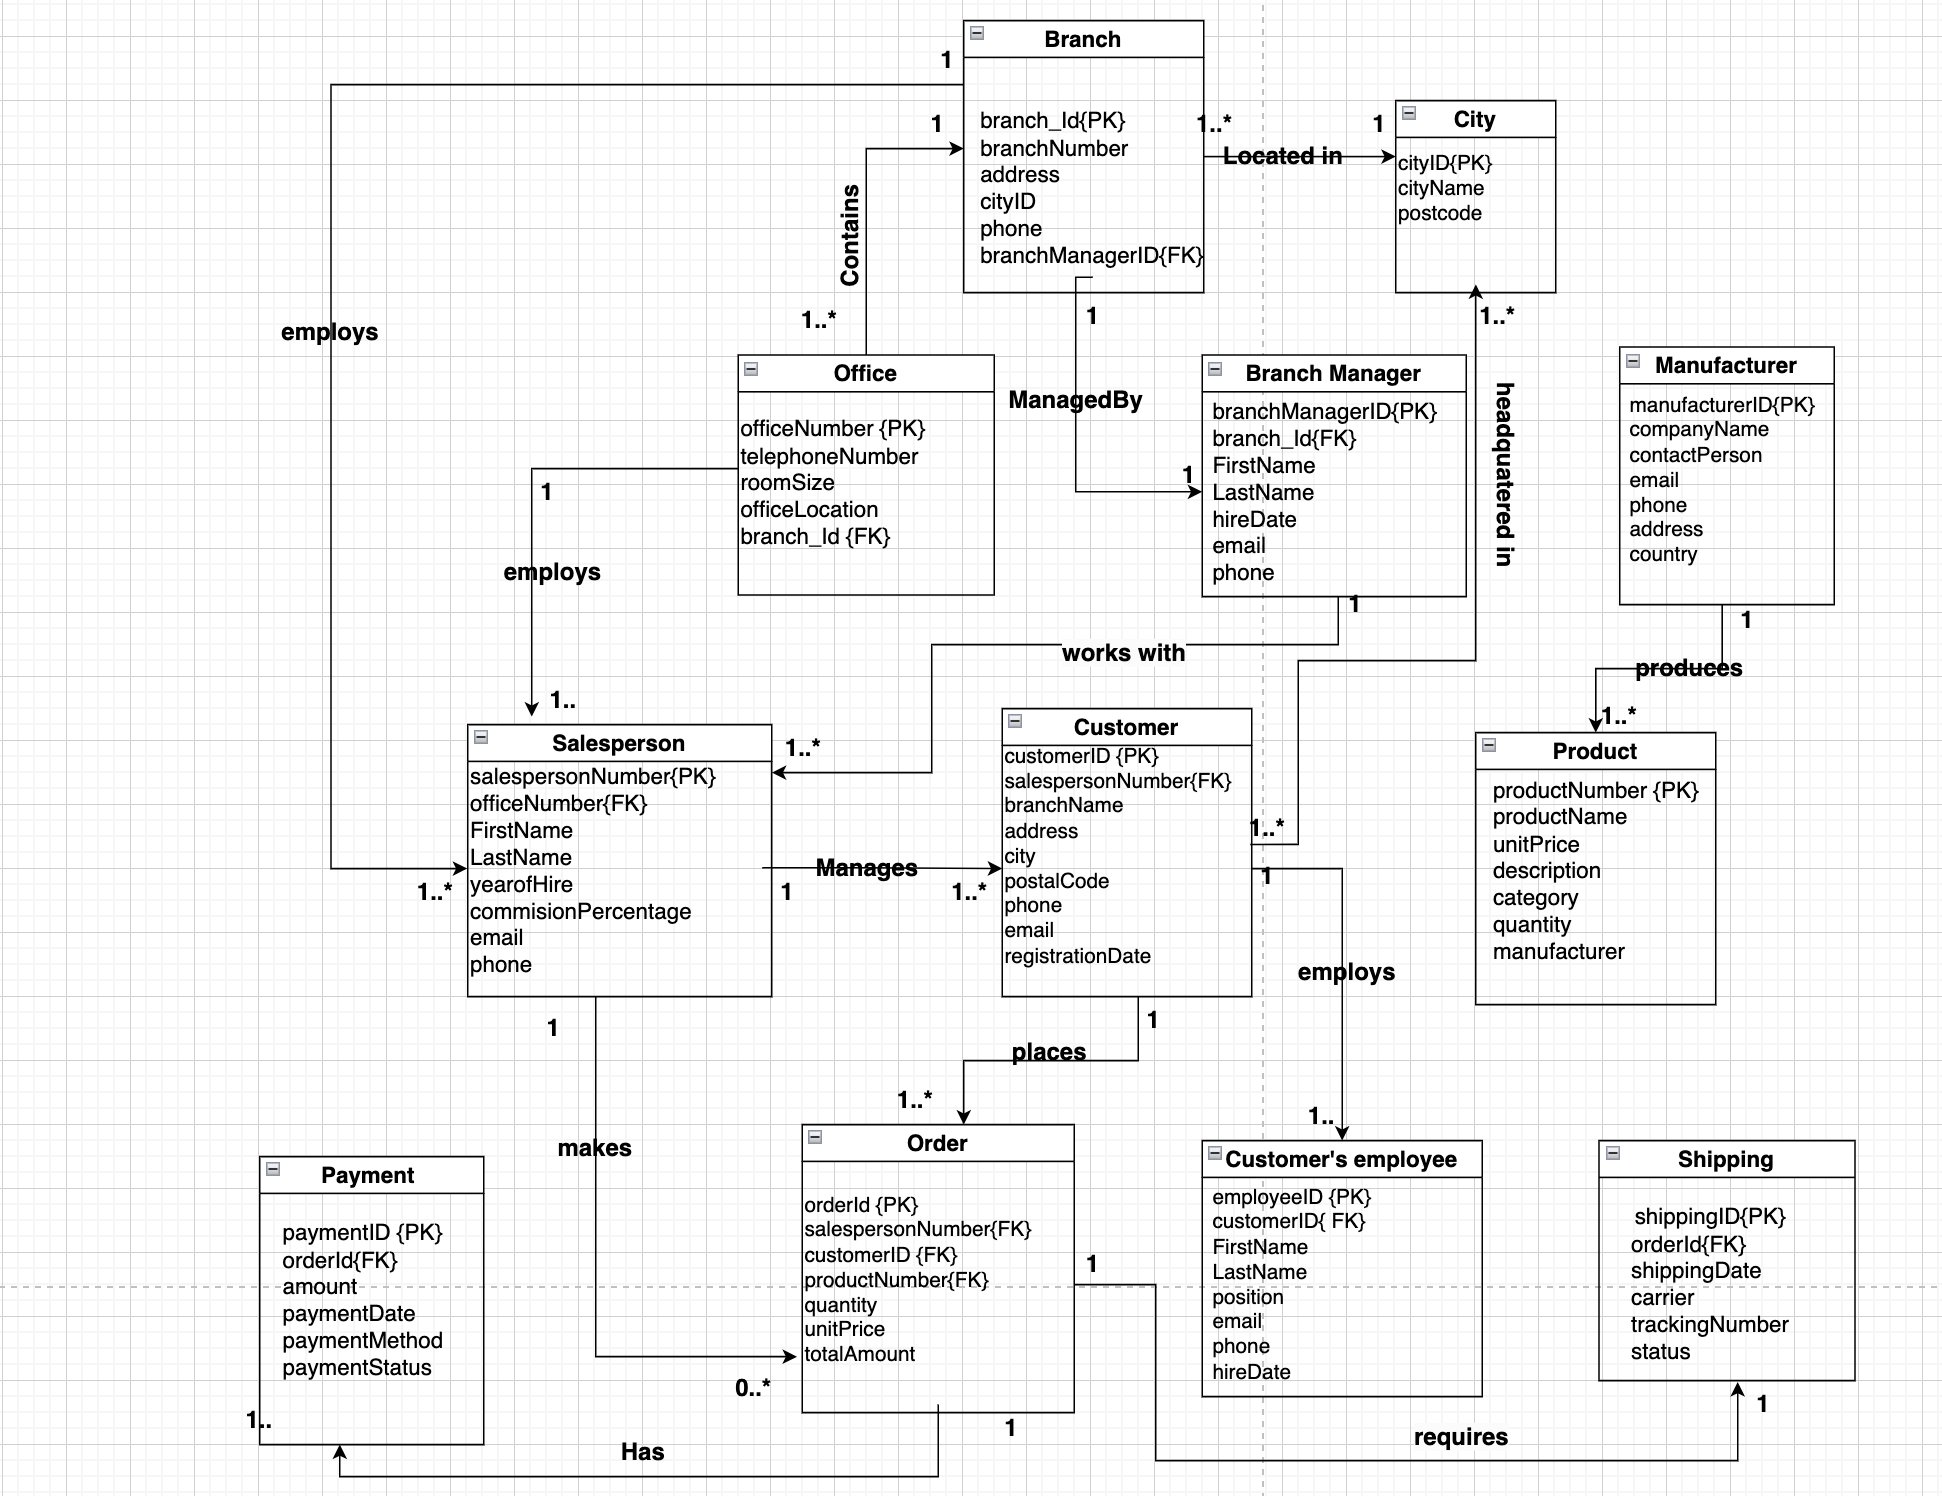 Branch
branch_Id{PK}
branchNumber
address
cityID
phone
branchManagerID{FK}
1
1
1..*
Located in
1
City
cityID{PK}
cityName
postcode
Contains
1..*
employs
1
ManagedBy
1
1..*
headquatered in
Office
officeNumber {PK}
telephoneNumber
roomSize
officeLocation
branch_Id {FK}
Branch Manager
branchManagerID{PK}
branch_Id{FK}
FirstName
LastName
hireDate
email
phone
Manufacturer
manufacturerID{PK}
companyName
contactPerson
email
phone
address
country
1
employs
1..
1
works with
1..*
1
produces
1..*
Salesperson
salespersonNumber{PK}
officeNumber{FK}
FirstName
LastName
yearofHire
commisionPercentage
email
phone
1..*
1
Manages
1..*
Customer
customerID {PK}
salespersonNumber{FK}
branchName
address
city
postalCode
phone
email
registrationDate
1..*
1
employs
1..
Product
productNumber {PK}
productName
unitPrice
description
category
quantity
manufacturer
1
makes
0..*
1
places
1..*
Payment
paymentID {PK}
orderId{FK}
amount
paymentDate
paymentMethod
paymentStatus
1..
Has
1
Order
orderId {PK}
salespersonNumber{FK}
customerID {FK}
productNumber{FK}
quantity
unitPrice
totalAmount
1
Customer's employee
employeeID {PK}
customerID{ FK}
FirstName
LastName
position
email
phone
hireDate
Shipping
shippingID{PK}
orderId{FK}
shippingDate
carrier
trackingNumber
status
requires
1